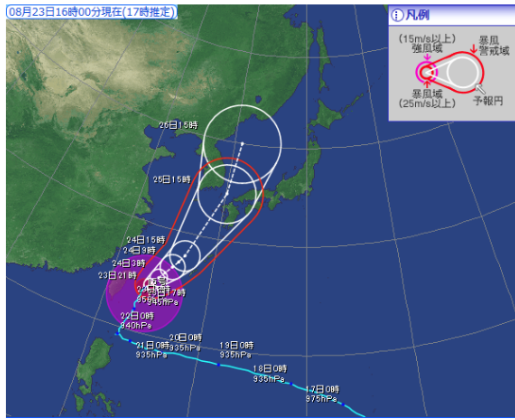 08月23日16時00分現在(17時推定)
凡例
(15m/s以上)
強風域
暴風
警戒域
暴風域
(25m/s以上)
予報円
26日15時
25日15時
24日15時
24日9時
24日3時
23日21時
22日0時
940hPa
21日0時
935hPa
20日0時
935hPa
19日0時
935hPa
18日0時
935hPa
17日0時
975hPa